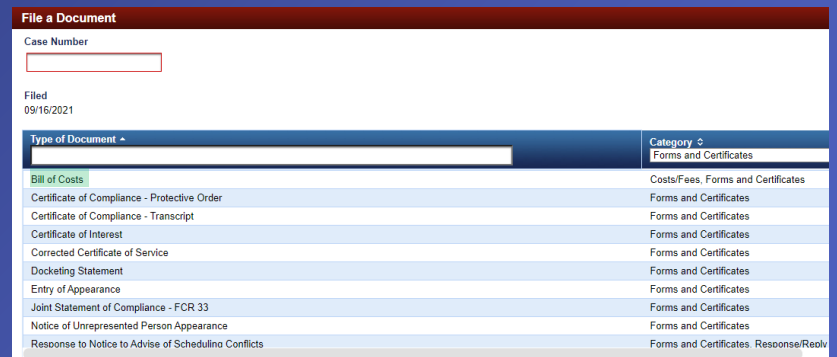 File a Document
Case Number
Filed
09/16/2021
Type of Document Category
Forms and Certificates
Bill of Costs Costs/Fees, Forms and Certificates
Certificate of Compliance - Protective Order Forms and Certificates
Certificate of Compliance - Transcript Forms and Certificates
Certificate of Interest Forms and Certificates
Corrected Certificate of Service Forms and Certificates
Docketing Statement Forms and Certificates
Entry of Appearance Forms and Certificates
Joint Statement of Compliance - FCR 33 Forms and Certificates
Notice of Unrepresented Person Appearance Forms and Certificates
Response to Notice to Advise of Scheduling Conflicts Forms and Certificates, Response/Reply